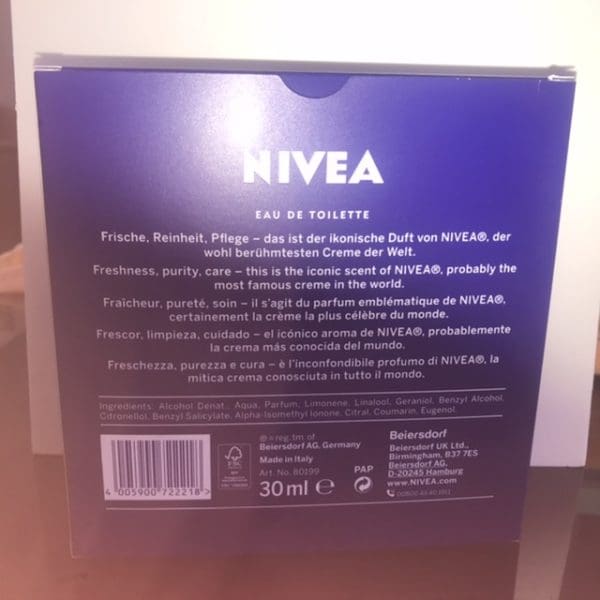 NIVEA
EAU DE TOILETTE
Frische, Reinheit, Pflege – das ist der ikonische Duft von NIVEA®, der
wohl berühmtesten Creme der Welt.
Freshness, purity, care – this is the iconic scent of NIVEA®, probably the
most famous creme in the world.
Fraîcheur, pureté, soin – il s'agit du parfum emblématique de NIVEA®,
certainement la crème la plus célèbre du monde.
Frescor, limpieza, cuidado – el icónico aroma de NIVEA®, probablemente
la crema más conocida del mundo.
Freschezza, purezza e cura – è l'inconfondibile profumo di NIVEA®, la
mitica crema conosciuta in tutto il mondo.
Ingredients: Alcohol Denat., Aqua, Parfum, Limonene, Linalool, Geraniol, Benzyl Alcohol,
Citronellol, Benzyl Salicylate, Alpha-Isomethyl Ionone, Citral, Coumarin, Eugenol.
4 005900 722218 >
FSC
® = reg. tm of
Beiersdorf AG, Germany
Made in Italy
Art. No. 80199
30 ml ℮
PAP
Beiersdorf
Beiersdorf UK Ltd.,
Birmingham, B37 7ES
Beiersdorf AG,
D-20245 Hamburg
www.NIVEA.com